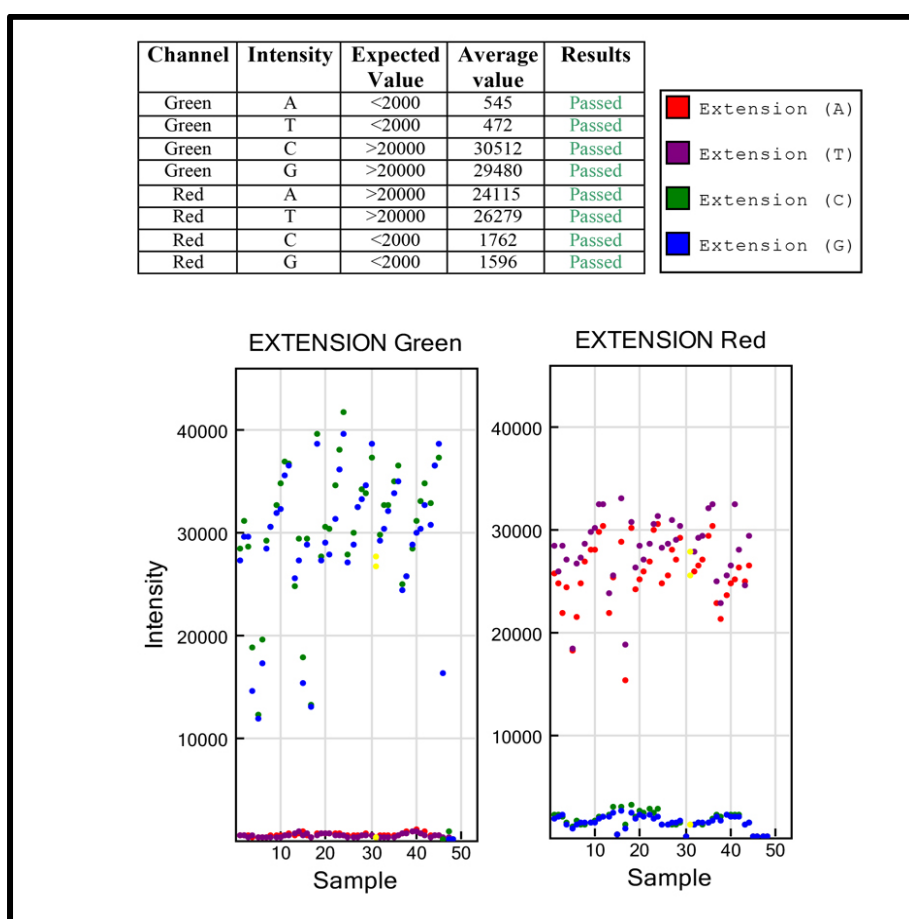 Channel Intensity Expected Value Average value Results
Green A <2000 545 Passed
Green T <2000 472 Passed
Green C >20000 30512 Passed
Green G >20000 29480 Passed
Red A >20000 24115 Passed
Red T >20000 26279 Passed
Red C <2000 1762 Passed
Red G <2000 1596 Passed
Extension (A)
Extension (T)
Extension (C)
Extension (G)
EXTENSION Green
Intensity
40000
30000
20000
10000
10 20 30 40 50
Sample
EXTENSION Red
40000
30000
20000
10000
10 20 30 40 50
Sample